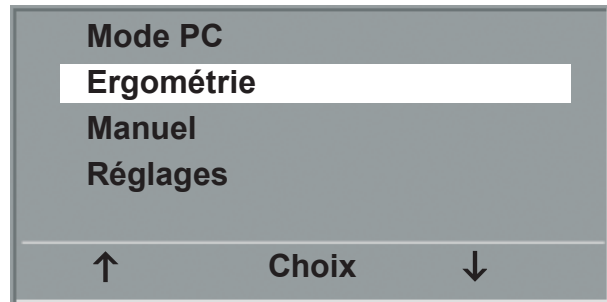 Mode PC
Ergométrie
Manuel
Réglages
↑ Choix ↓